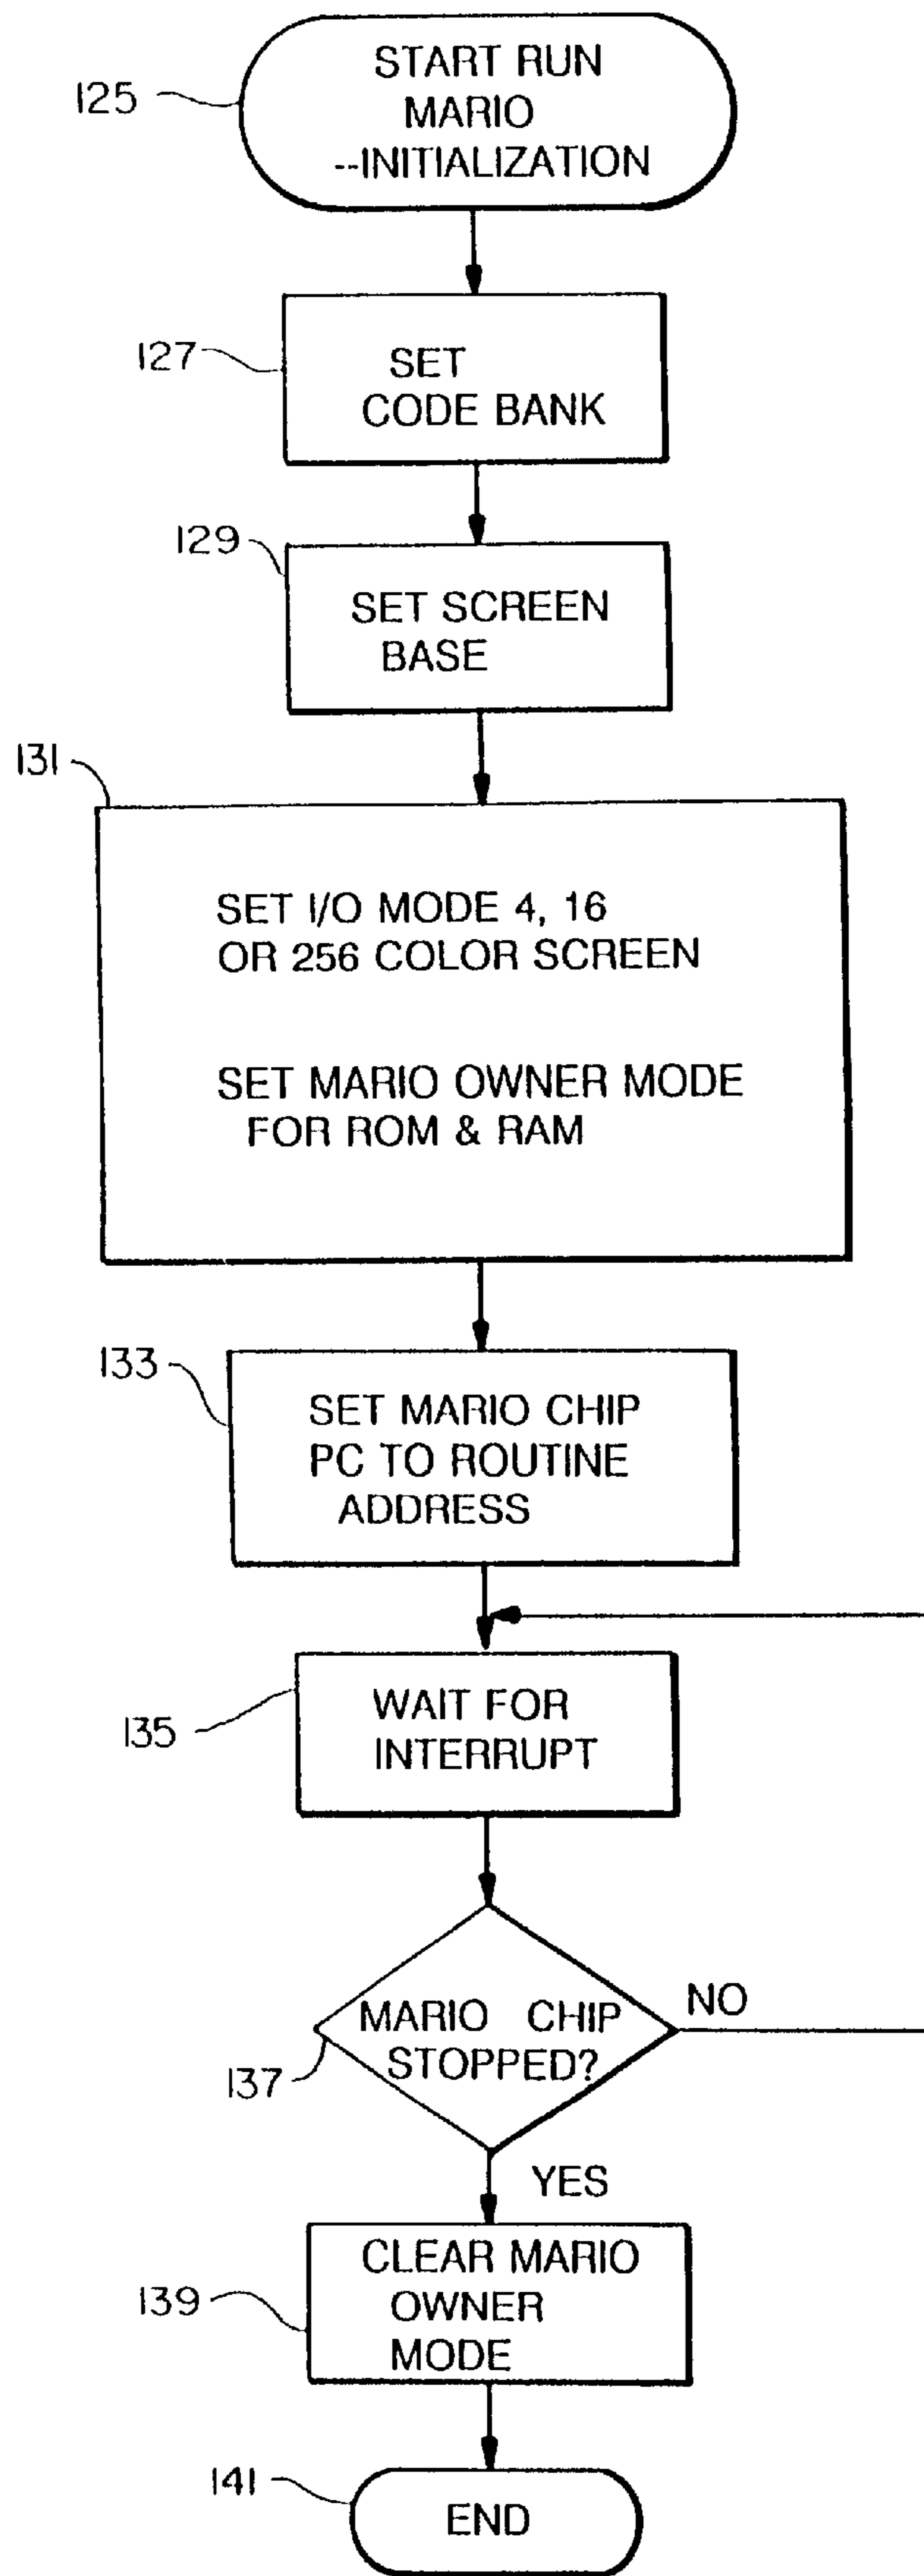 125
START RUN
MARIO
--INITIALIZATION
127
SET
CODE BANK
129
SET SCREEN
BASE
131
SET I/O MODE 4, 16
OR 256 COLOR SCREEN
SET MARIO OWNER MODE
FOR ROM & RAM
133
SET MARIO CHIP
PC TO ROUTINE
ADDRESS
135
WAIT FOR
INTERRUPT
137
MARIO CHIP
STOPPED?
NO
YES
139
CLEAR MARIO
OWNER
MODE
141
END